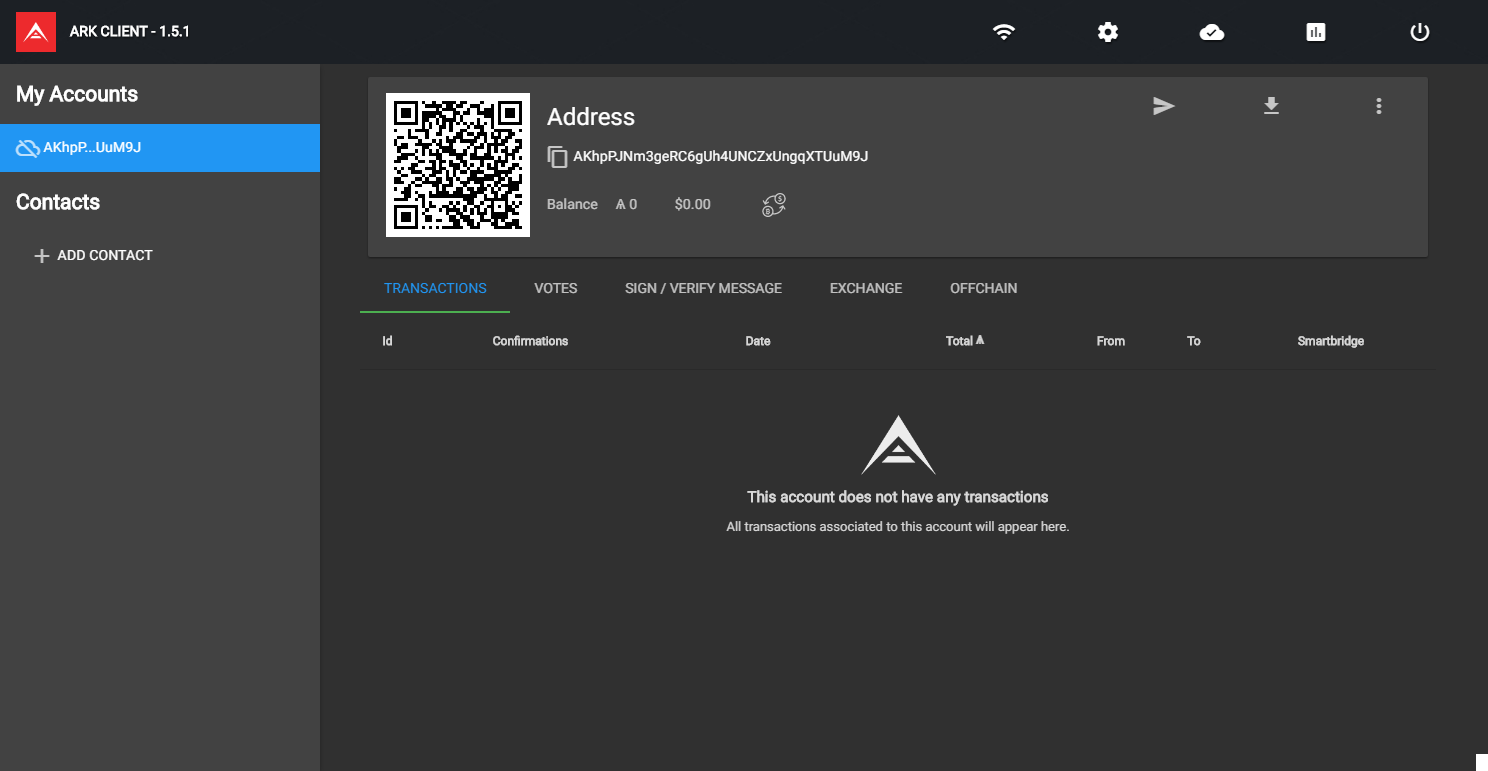 ARK CLIENT - 1.5.1
My Accounts
AKhpP...UuM9J
Contacts
ADD CONTACT
Address
AKhpPJNm3geRC6gUh4UNCZxUngqXTUuM9J
Balance Ѧ 0 $0.00
TRANSACTIONS VOTES SIGN / VERIFY MESSAGE EXCHANGE OFFCHAIN
Id Confirmations Date Total Ѧ From To Smartbridge
This account does not have any transactions
All transactions associated to this account will appear here.